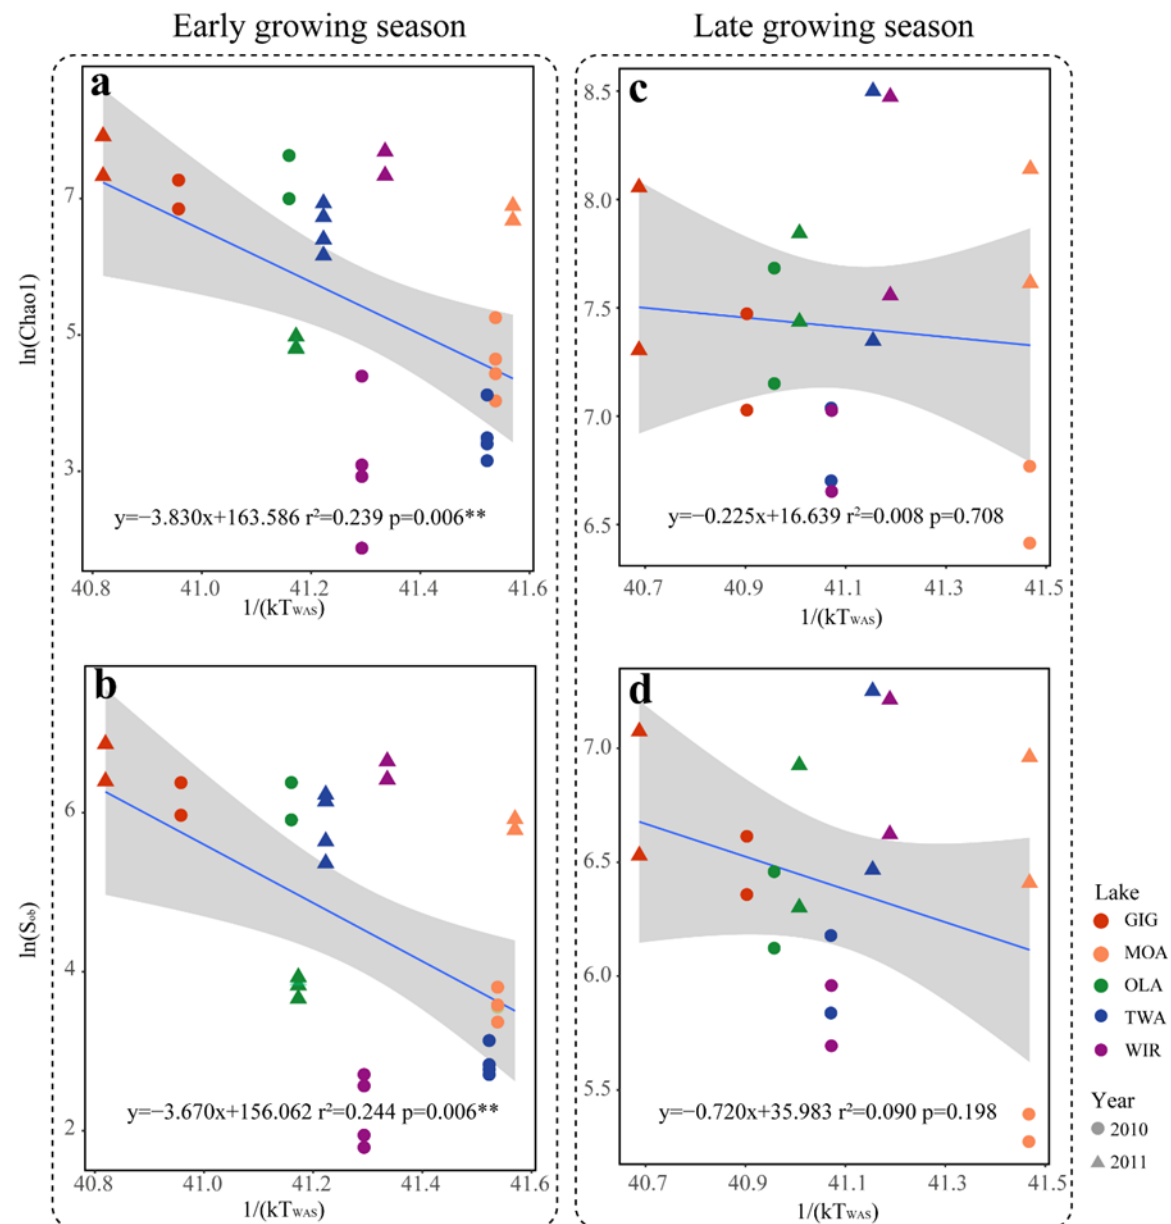 Early growing season
Late growing season
a
7
5
3
ln(Chao1)
y=−3.830x+163.586 r²=0.239 p=0.006**
40.8 41.0 41.2 41.4 41.6
1/(kTWAS)
c
8.5
8.0
7.5
7.0
6.5
y=−0.225x+16.639 r²=0.008 p=0.708
40.7 40.9 41.1 41.3 41.5
1/(kTWAS)
b
6
4
2
ln(Sob)
y=−3.670x+156.062 r²=0.244 p=0.006**
40.8 41.0 41.2 41.4 41.6
1/(kTWAS)
d
7.0
6.5
6.0
5.5
y=−0.720x+35.983 r²=0.090 p=0.198
40.7 40.9 41.1 41.3 41.5
1/(kTWAS)
Lake
GIG
MOA
OLA
TWA
WIR
Year
2010
2011